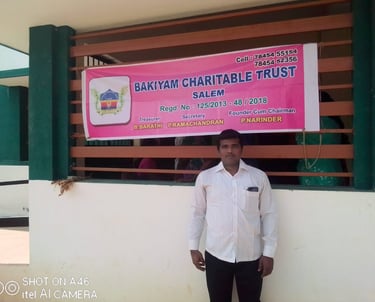 Cell : 78454 55154
78454 52356
BAKIYAM CHARITABLE TRUST
SALEM
Regd No : 125/2013 - 48 / 2018
Treasurer Secretary Founder Cum Chairman
B.BARATHI P.RAMACHANDRAN P.NARINDER
SHOT ON A46
itel AI CAMERA